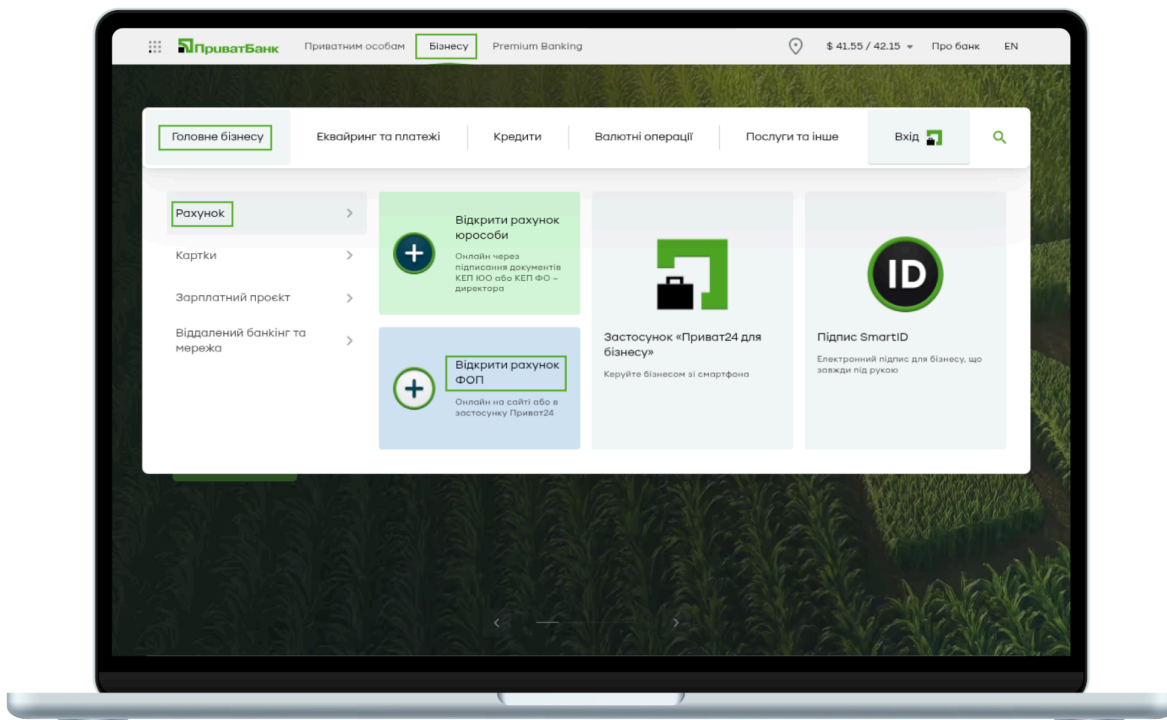 ПриватБанк
Приватним особам
Бізнесу
Premium Banking
$ 41.55 / 42.15
Про банк
EN
Головне бізнесу
Еквайринг та платежі
Кредити
Валютні операції
Послуги та інше
Вхід
Рахунок
Картки
Зарплатний проєкт
Віддалений банкінг та
мережа
Відкрити рахунок
юрособи
Онлайн через
підписання документів
КЕП ЮО або КЕП ФО –
директора
Відкрити рахунок
ФОП
Онлайн на сайті або в
застосунку Приват24
Застосунок «Приват24 для
бізнесу»
Керуйте бізнесом зі смартфона
ID
Підпис SmartID
Електронний підпис для бізнесу, що
завжди під рукою